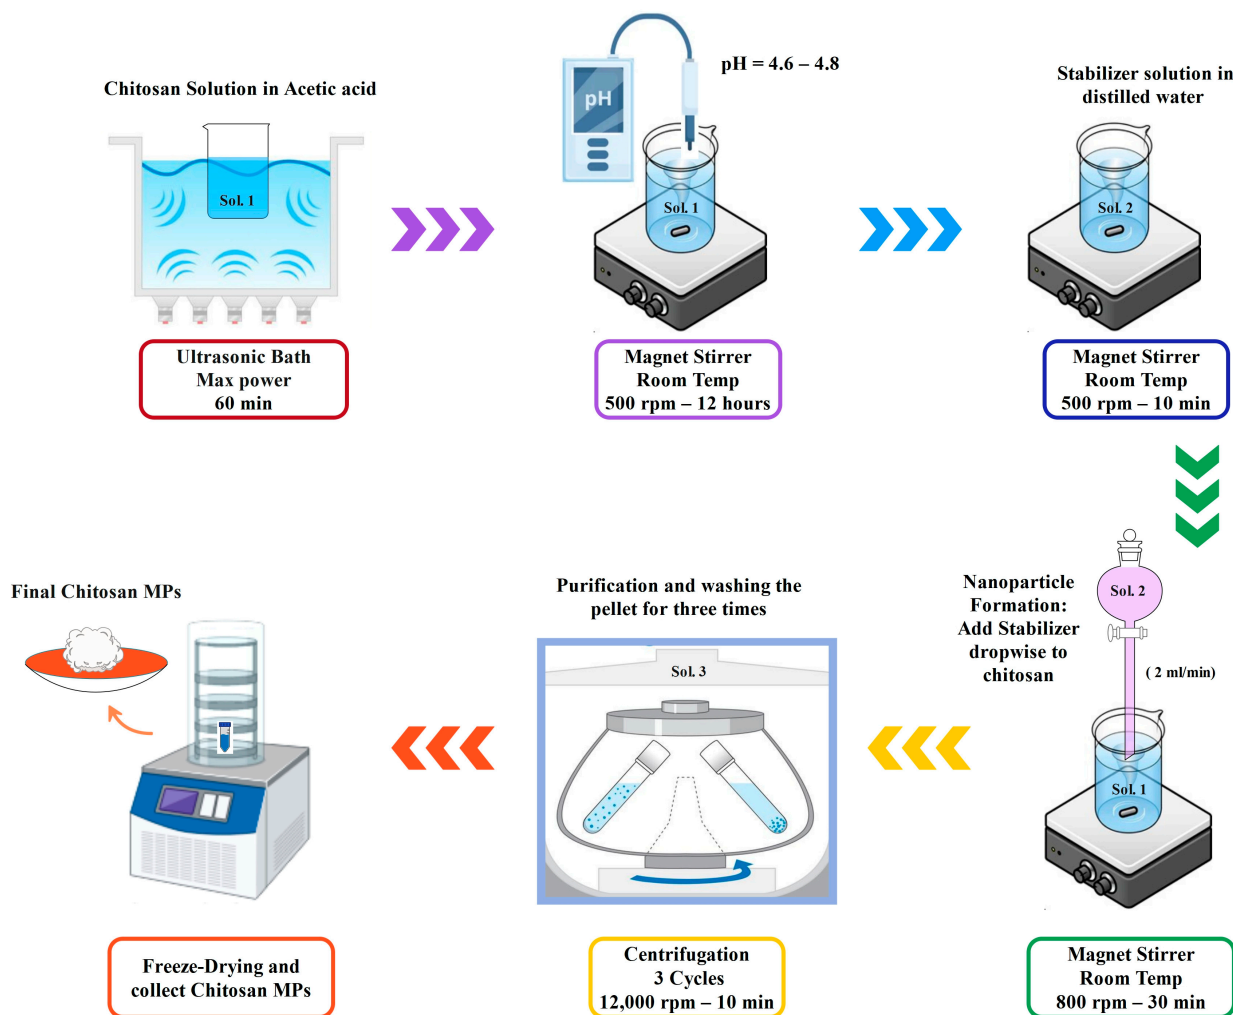 Chitosan Solution in Acetic acid
Sol. 1
Ultrasonic Bath
Max power
60 min
pH = 4.6 – 4.8
pH
Sol. 1
Magnet Stirrer
Room Temp
500 rpm – 12 hours
Stabilizer solution in
distilled water
Sol. 2
Magnet Stirrer
Room Temp
500 rpm – 10 min
Nanoparticle
Formation:
Add Stabilizer
dropwise to
chitosan
Sol. 2
( 2 ml/min)
Sol. 1
Magnet Stirrer
Room Temp
800 rpm – 30 min
Purification and washing the
pellet for three times
Sol. 3
Centrifugation
3 Cycles
12,000 rpm – 10 min
Final Chitosan MPs
Freeze-Drying and
collect Chitosan MPs